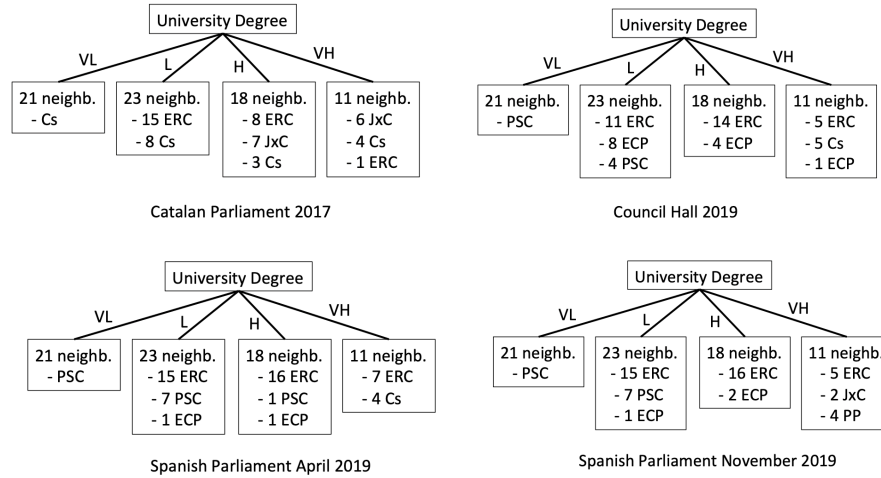 University Degree
VL
L
H
VH
21 neighb.
- Cs
23 neighb.
- 15 ERC
- 8 Cs
18 neighb.
- 8 ERC
- 7 JxC
- 3 Cs
11 neighb.
- 6 JxC
- 4 Cs
- 1 ERC
Catalan Parliament 2017
University Degree
VL
L
H
VH
21 neighb.
- PSC
23 neighb.
- 11 ERC
- 8 ECP
- 4 PSC
18 neighb.
- 14 ERC
- 4 ECP
11 neighb.
- 5 ERC
- 5 Cs
- 1 ECP
Council Hall 2019
University Degree
VL
L
H
VH
21 neighb.
- PSC
23 neighb.
- 15 ERC
- 7 PSC
- 1 ECP
18 neighb.
- 16 ERC
- 1 PSC
- 1 ECP
11 neighb.
- 7 ERC
- 4 Cs
Spanish Parliament April 2019
University Degree
VL
L
H
VH
21 neighb.
- PSC
23 neighb.
- 15 ERC
- 7 PSC
- 1 ECP
18 neighb.
- 16 ERC
- 2 ECP
11 neighb.
- 5 ERC
- 2 JxC
- 4 PP
Spanish Parliament November 2019